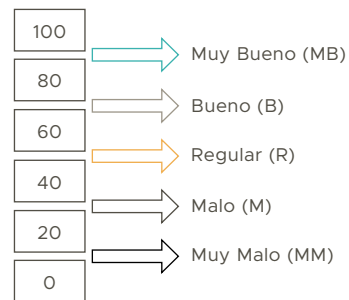 100
Muy Bueno (MB)
80
Bueno (B)
60
Regular (R)
40
Malo (M)
20
Muy Malo (MM)
0